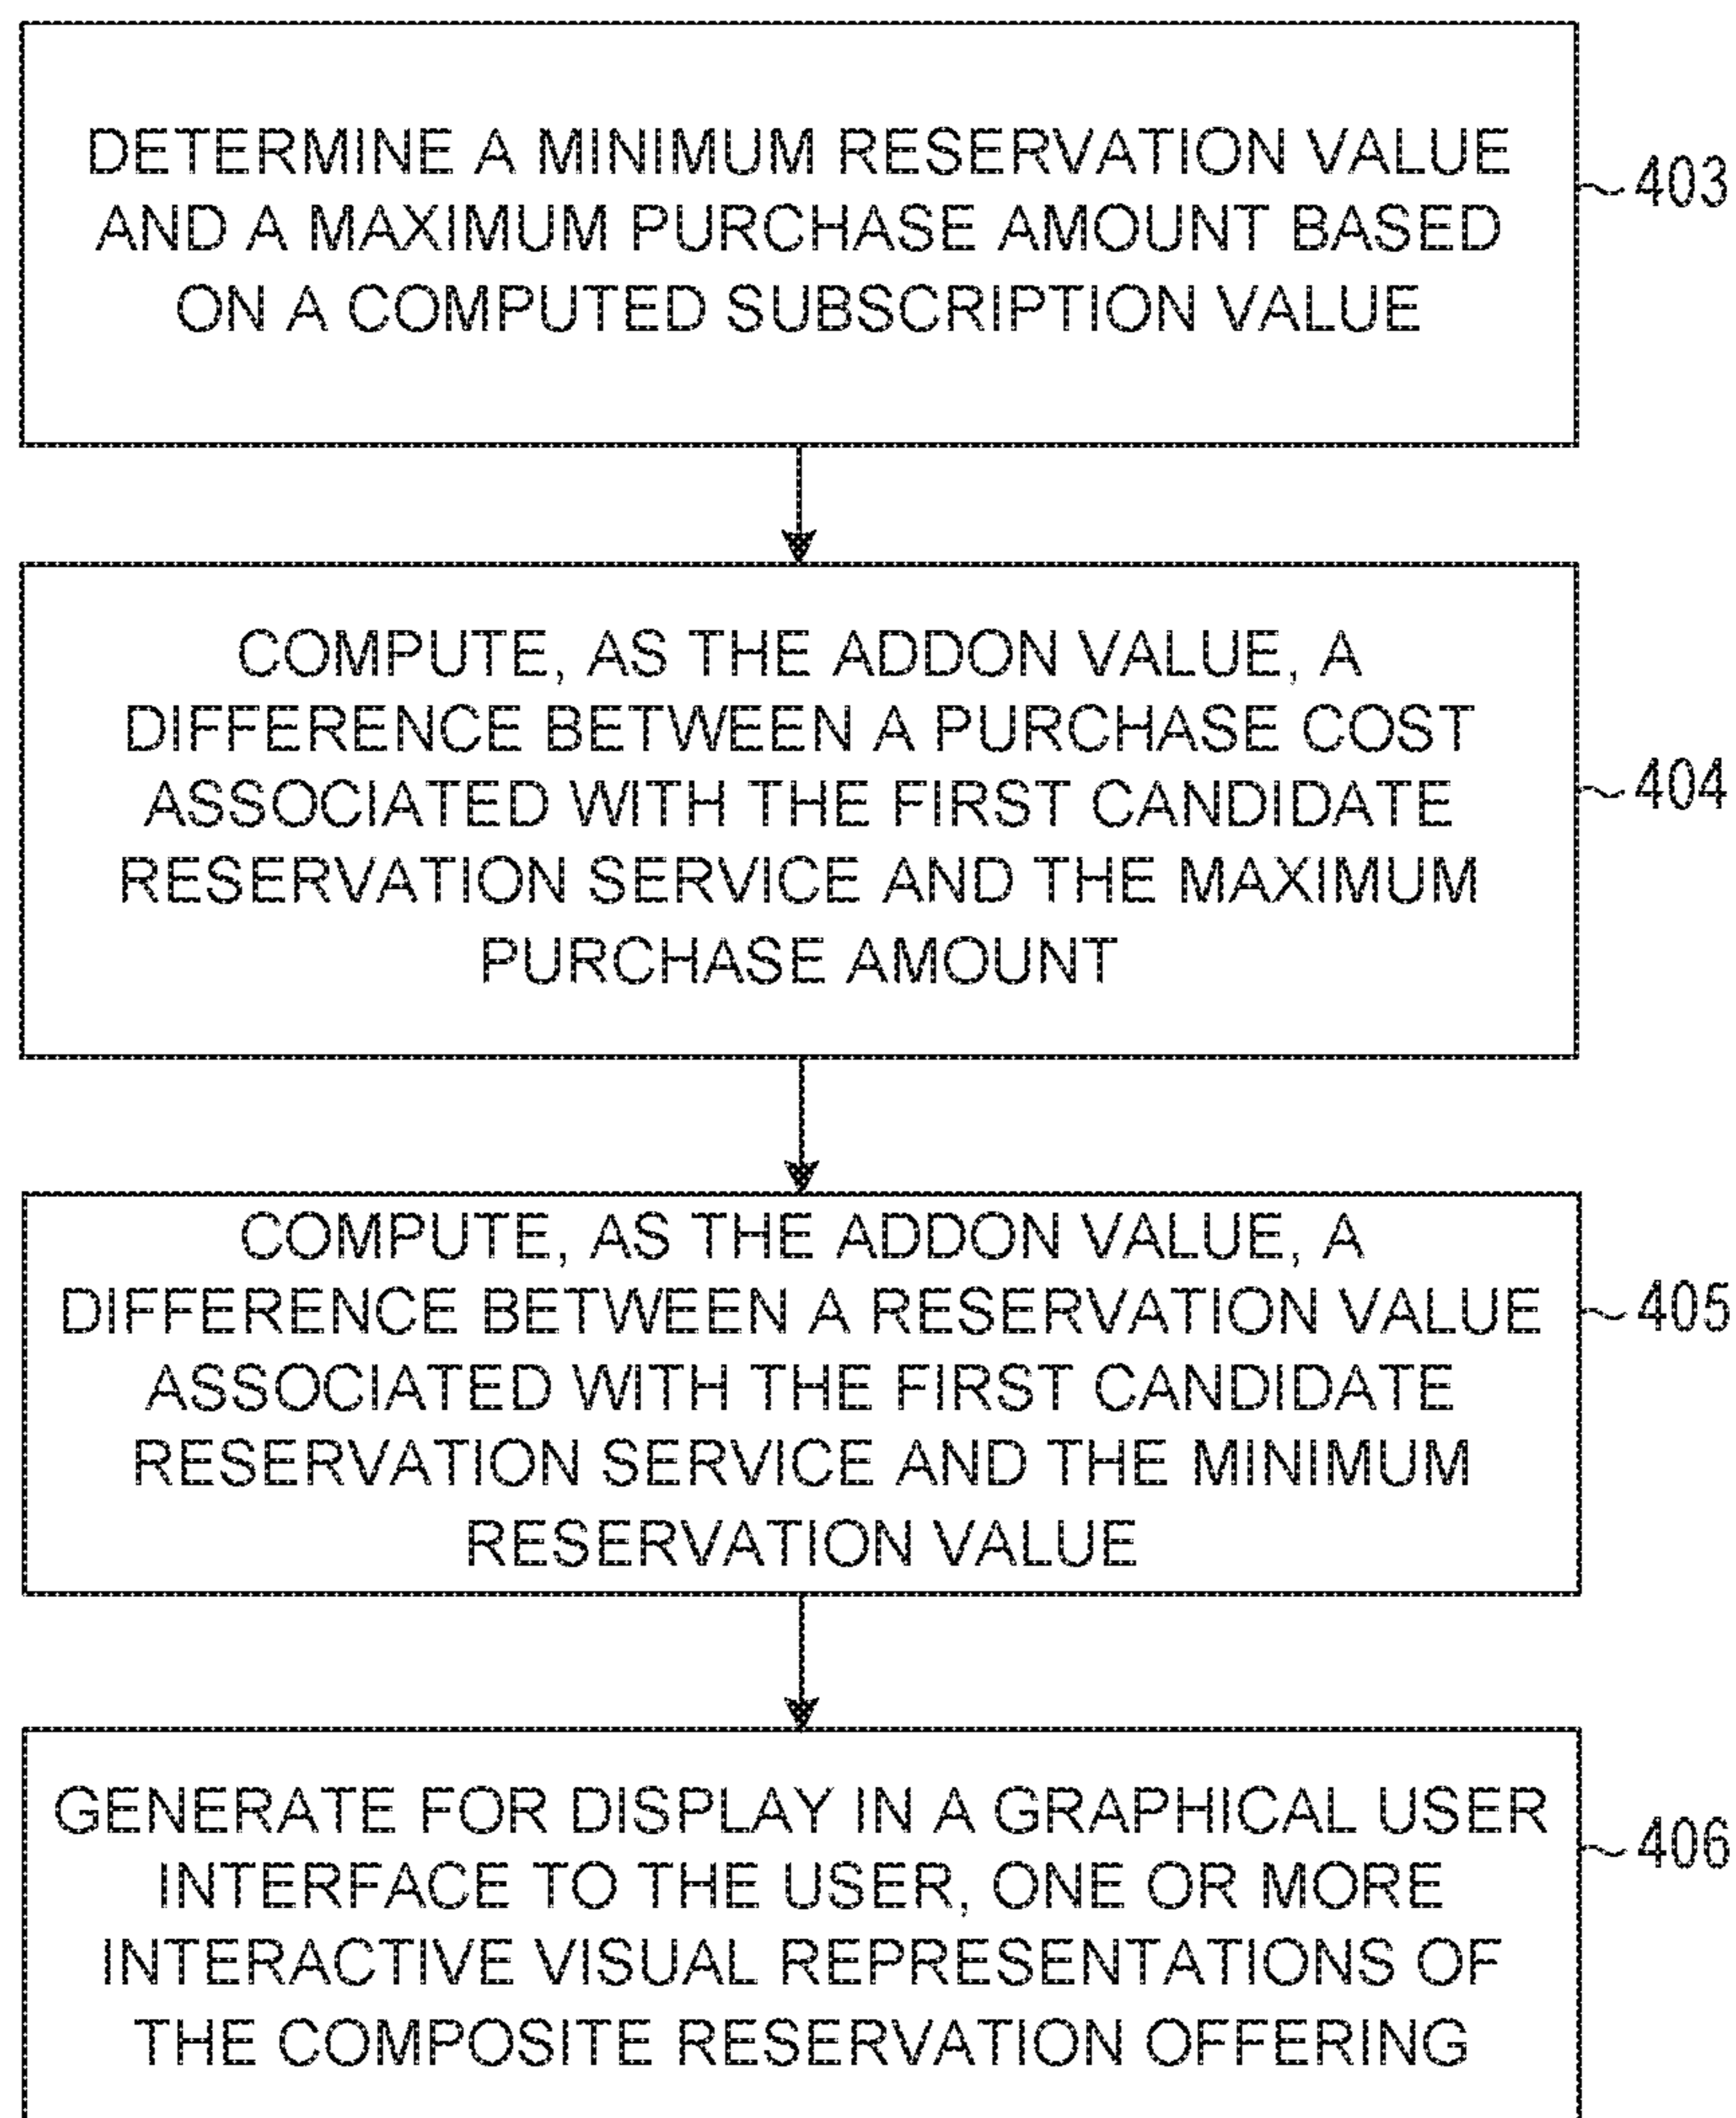 DETERMINE A MINIMUM RESERVATION VALUE
AND A MAXIMUM PURCHASE AMOUNT BASED
ON A COMPUTED SUBSCRIPTION VALUE
403
COMPUTE, AS THE ADDON VALUE, A
DIFFERENCE BETWEEN A PURCHASE COST
ASSOCIATED WITH THE FIRST CANDIDATE
RESERVATION SERVICE AND THE MAXIMUM
PURCHASE AMOUNT
404
COMPUTE, AS THE ADDON VALUE, A
DIFFERENCE BETWEEN A RESERVATION VALUE
ASSOCIATED WITH THE FIRST CANDIDATE
RESERVATION SERVICE AND THE MINIMUM
RESERVATION VALUE
405
GENERATE FOR DISPLAY IN A GRAPHICAL USER
INTERFACE TO THE USER, ONE OR MORE
INTERACTIVE VISUAL REPRESENTATIONS OF
THE COMPOSITE RESERVATION OFFERING
406